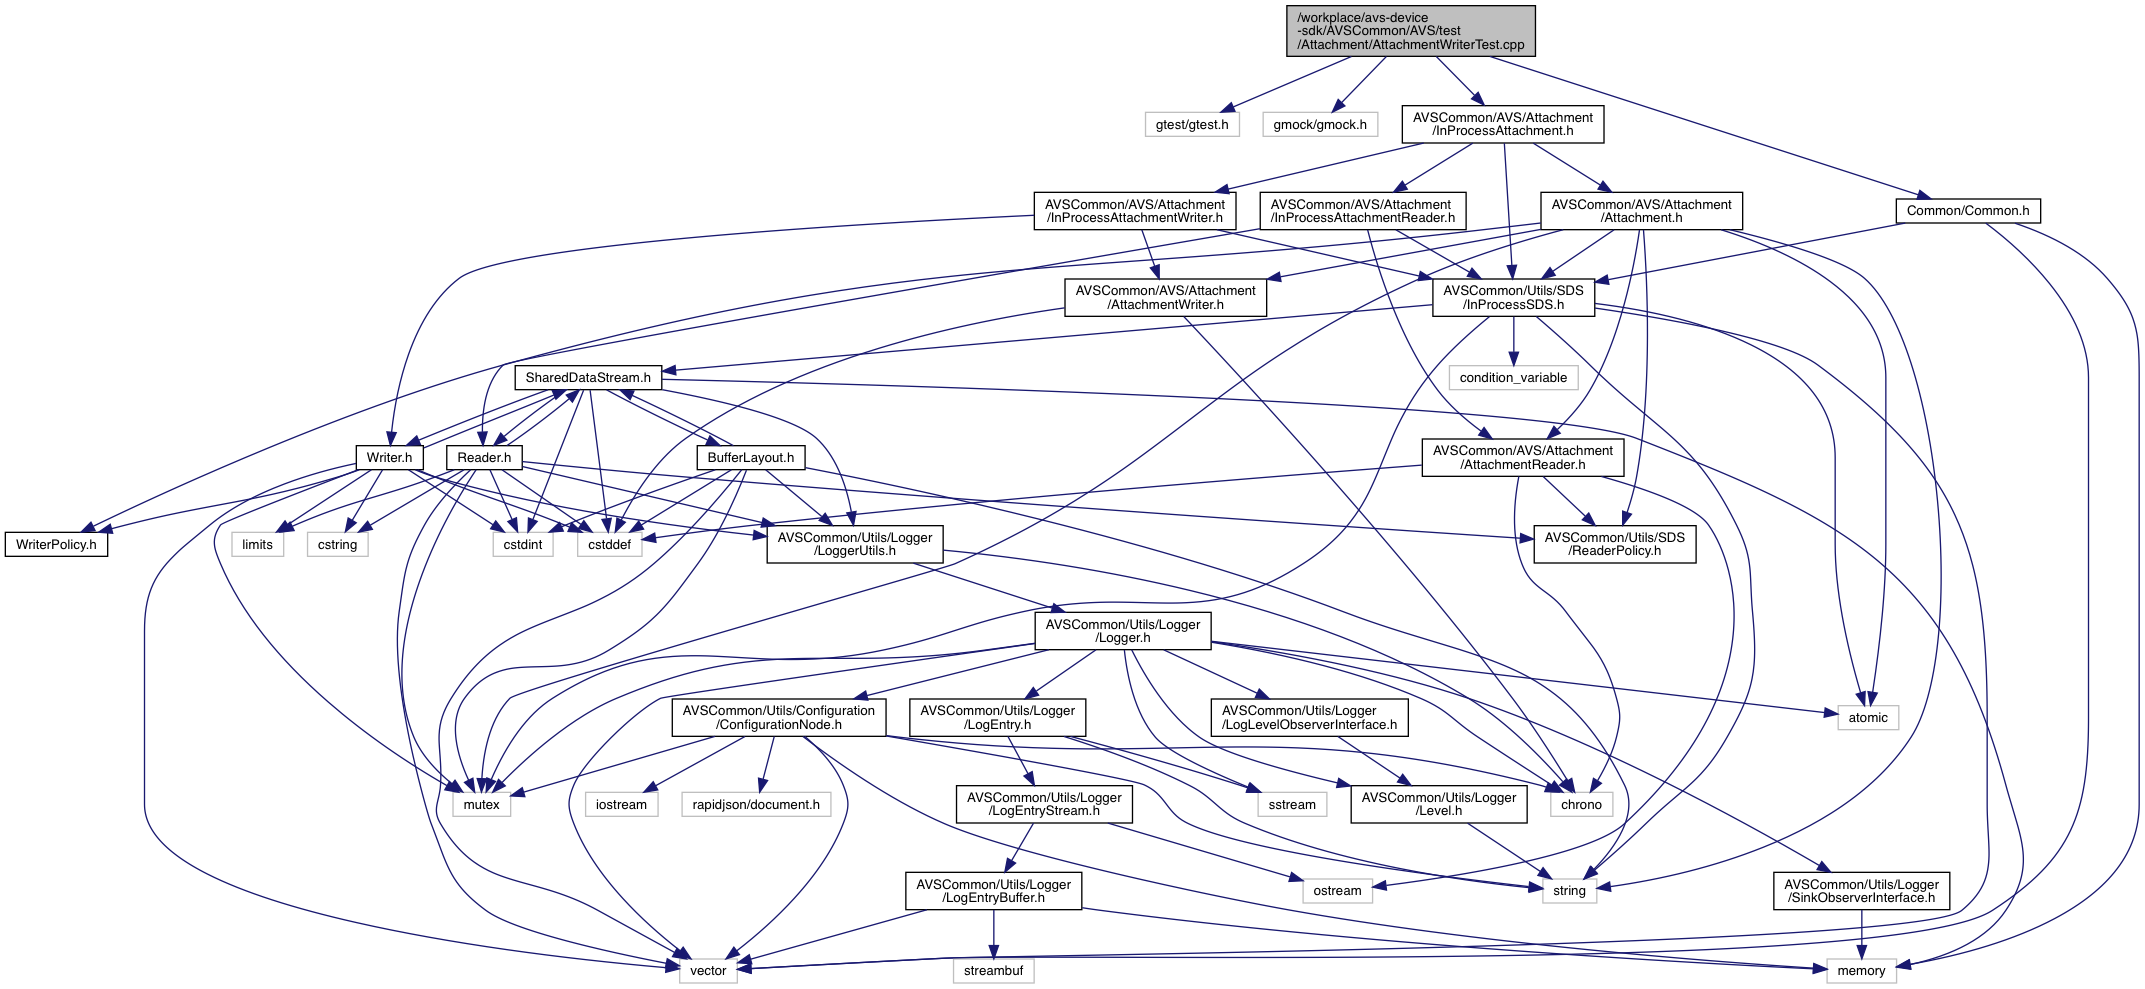 /workplace/avs-device
-sdk/AVSCommon/AVS/test
/Attachment/AttachmentWriterTest.cpp
gtest/gtest.h
gmock/gmock.h
AVSCommon/AVS/Attachment
/InProcessAttachment.h
AVSCommon/AVS/Attachment
/InProcessAttachmentWriter.h
AVSCommon/AVS/Attachment
/InProcessAttachmentReader.h
AVSCommon/AVS/Attachment
/Attachment.h
Common/Common.h
AVSCommon/AVS/Attachment
/AttachmentWriter.h
AVSCommon/Utils/SDS
/InProcessSDS.h
SharedDataStream.h
condition_variable
Writer.h
Reader.h
BufferLayout.h
AVSCommon/AVS/Attachment
/AttachmentReader.h
WriterPolicy.h
limits
cstring
cstdint
cstddef
AVSCommon/Utils/Logger
/LoggerUtils.h
AVSCommon/Utils/SDS
/ReaderPolicy.h
AVSCommon/Utils/Logger
/Logger.h
AVSCommon/Utils/Configuration
/ConfigurationNode.h
AVSCommon/Utils/Logger
/LogEntry.h
AVSCommon/Utils/Logger
/LogLevelObserverInterface.h
atomic
mutex
iostream
rapidjson/document.h
AVSCommon/Utils/Logger
/LogEntryStream.h
sstream
AVSCommon/Utils/Logger
/Level.h
chrono
AVSCommon/Utils/Logger
/LogEntryBuffer.h
ostream
string
AVSCommon/Utils/Logger
/SinkObserverInterface.h
vector
streambuf
memory